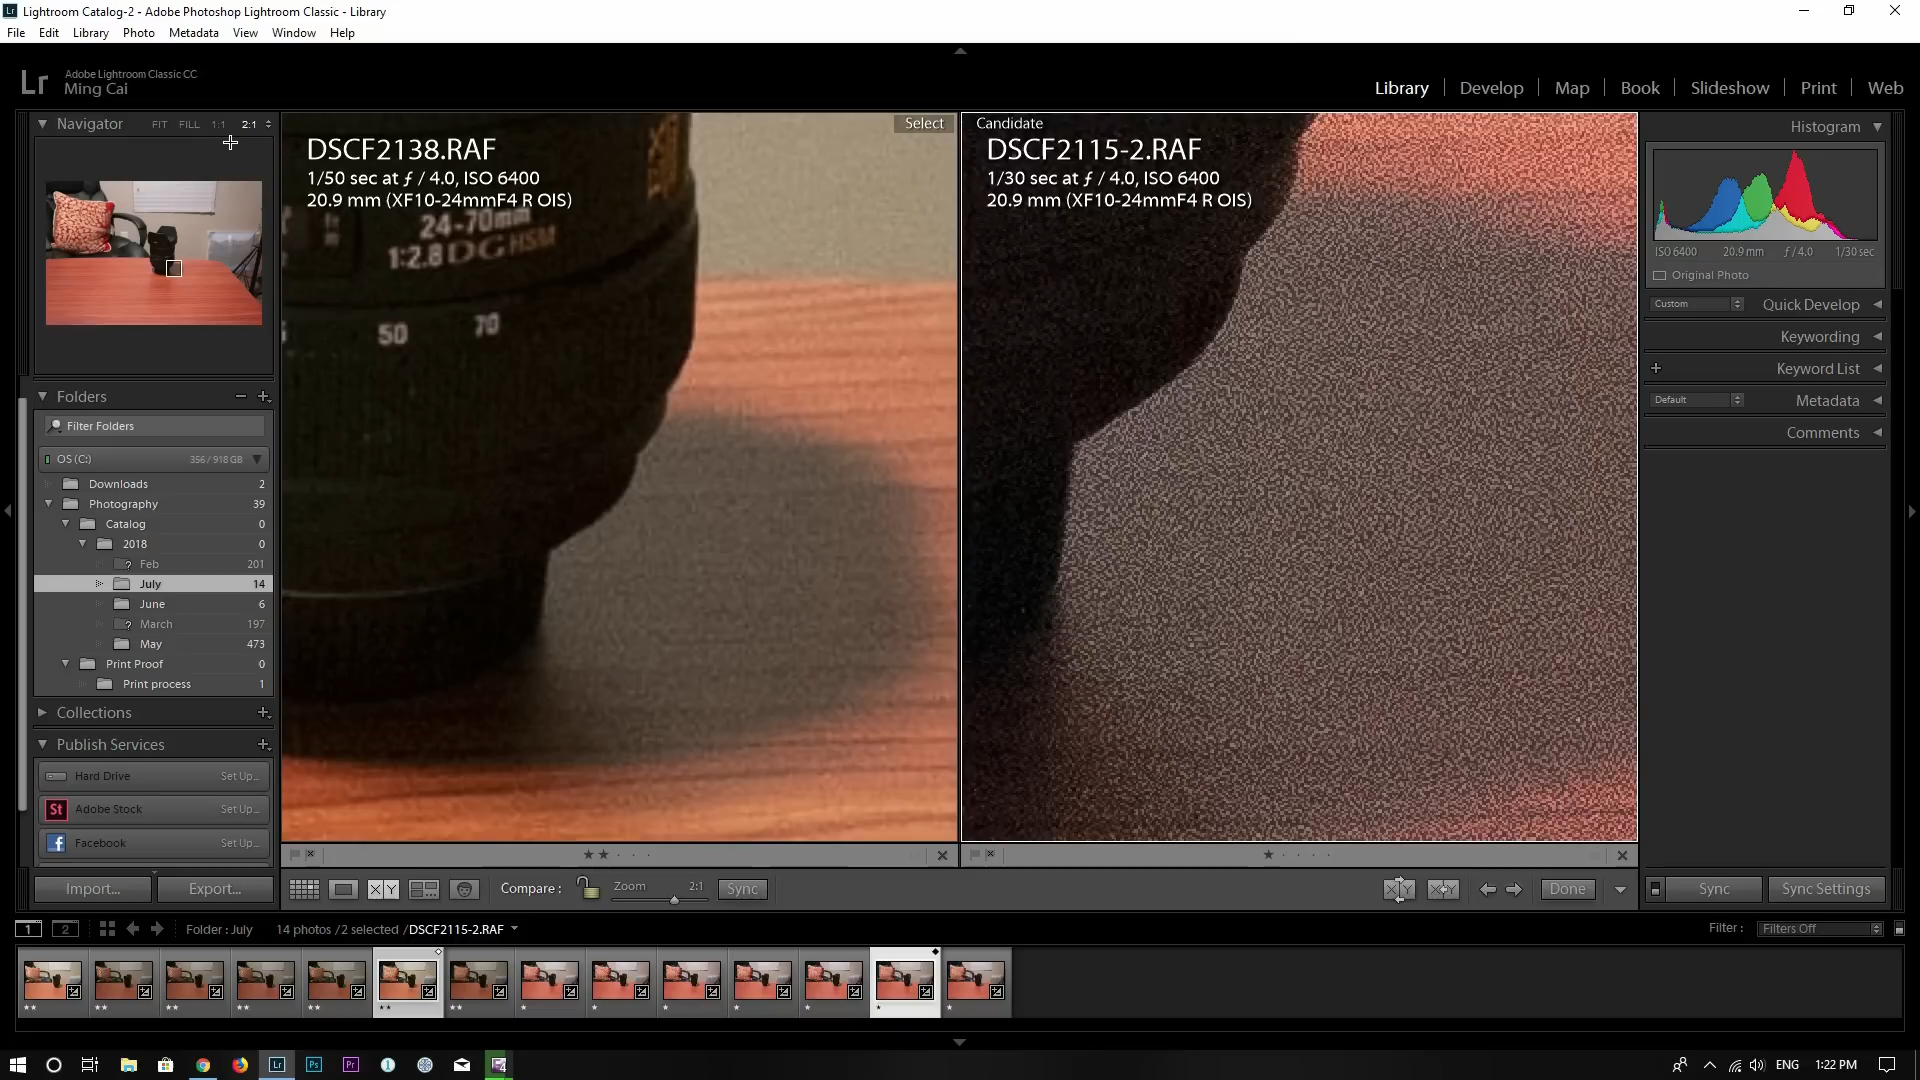 Lightroom Catalog-2 - Adobe Photoshop Lightroom Classic - Library
File Edit Library Photo Metadata View Window Help
Lr Adobe Lightroom Classic CC
Ming Cai
Library Develop Map Book Slideshow Print Web
Navigator FIT FILL 1:1 2:1
Select
DSCF2138.RAF
1/50 sec at ƒ / 4.0, ISO 6400
20.9 mm (XF10-24mmF4 R OIS)
24-70mm
1:2.8 DG HSM
50 70
Candidate
DSCF2115-2.RAF
1/30 sec at ƒ / 4.0, ISO 6400
20.9 mm (XF10-24mmF4 R OIS)
Histogram
ISO 6400 20.9 mm ƒ / 4.0 1/30 sec
Original Photo
Custom Quick Develop
Keywording
Keyword List
Default Metadata
Comments
Folders
Filter Folders
OS (C:) 356 / 918 GB
Downloads 2
Photography 39
Catalog 0
2018 0
Feb 201
July 14
June 6
March 197
May 473
Print Proof 0
Print process 1
Collections
Publish Services
Hard Drive Set Up...
St Adobe Stock Set Up...
Facebook Set Up...
Import... Export...
XY Compare : Zoom 2:1 Sync
Done
Sync Sync Settings
1 2 Folder : July 14 photos / 2 selected / DSCF2115-2.RAF
Filter : Filters Off
Lr Ps Pr
ENG 1:22 PM